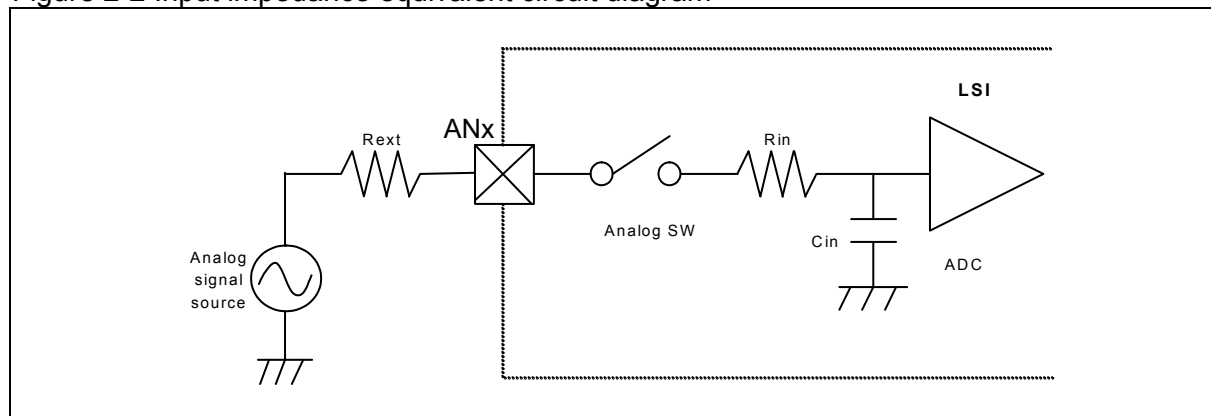 Figure 2-2 Input impedance equivalent circuit diagram
LSI
ANx
Rext
Rin
Analog SW
Cin
ADC
Analog
signal
source